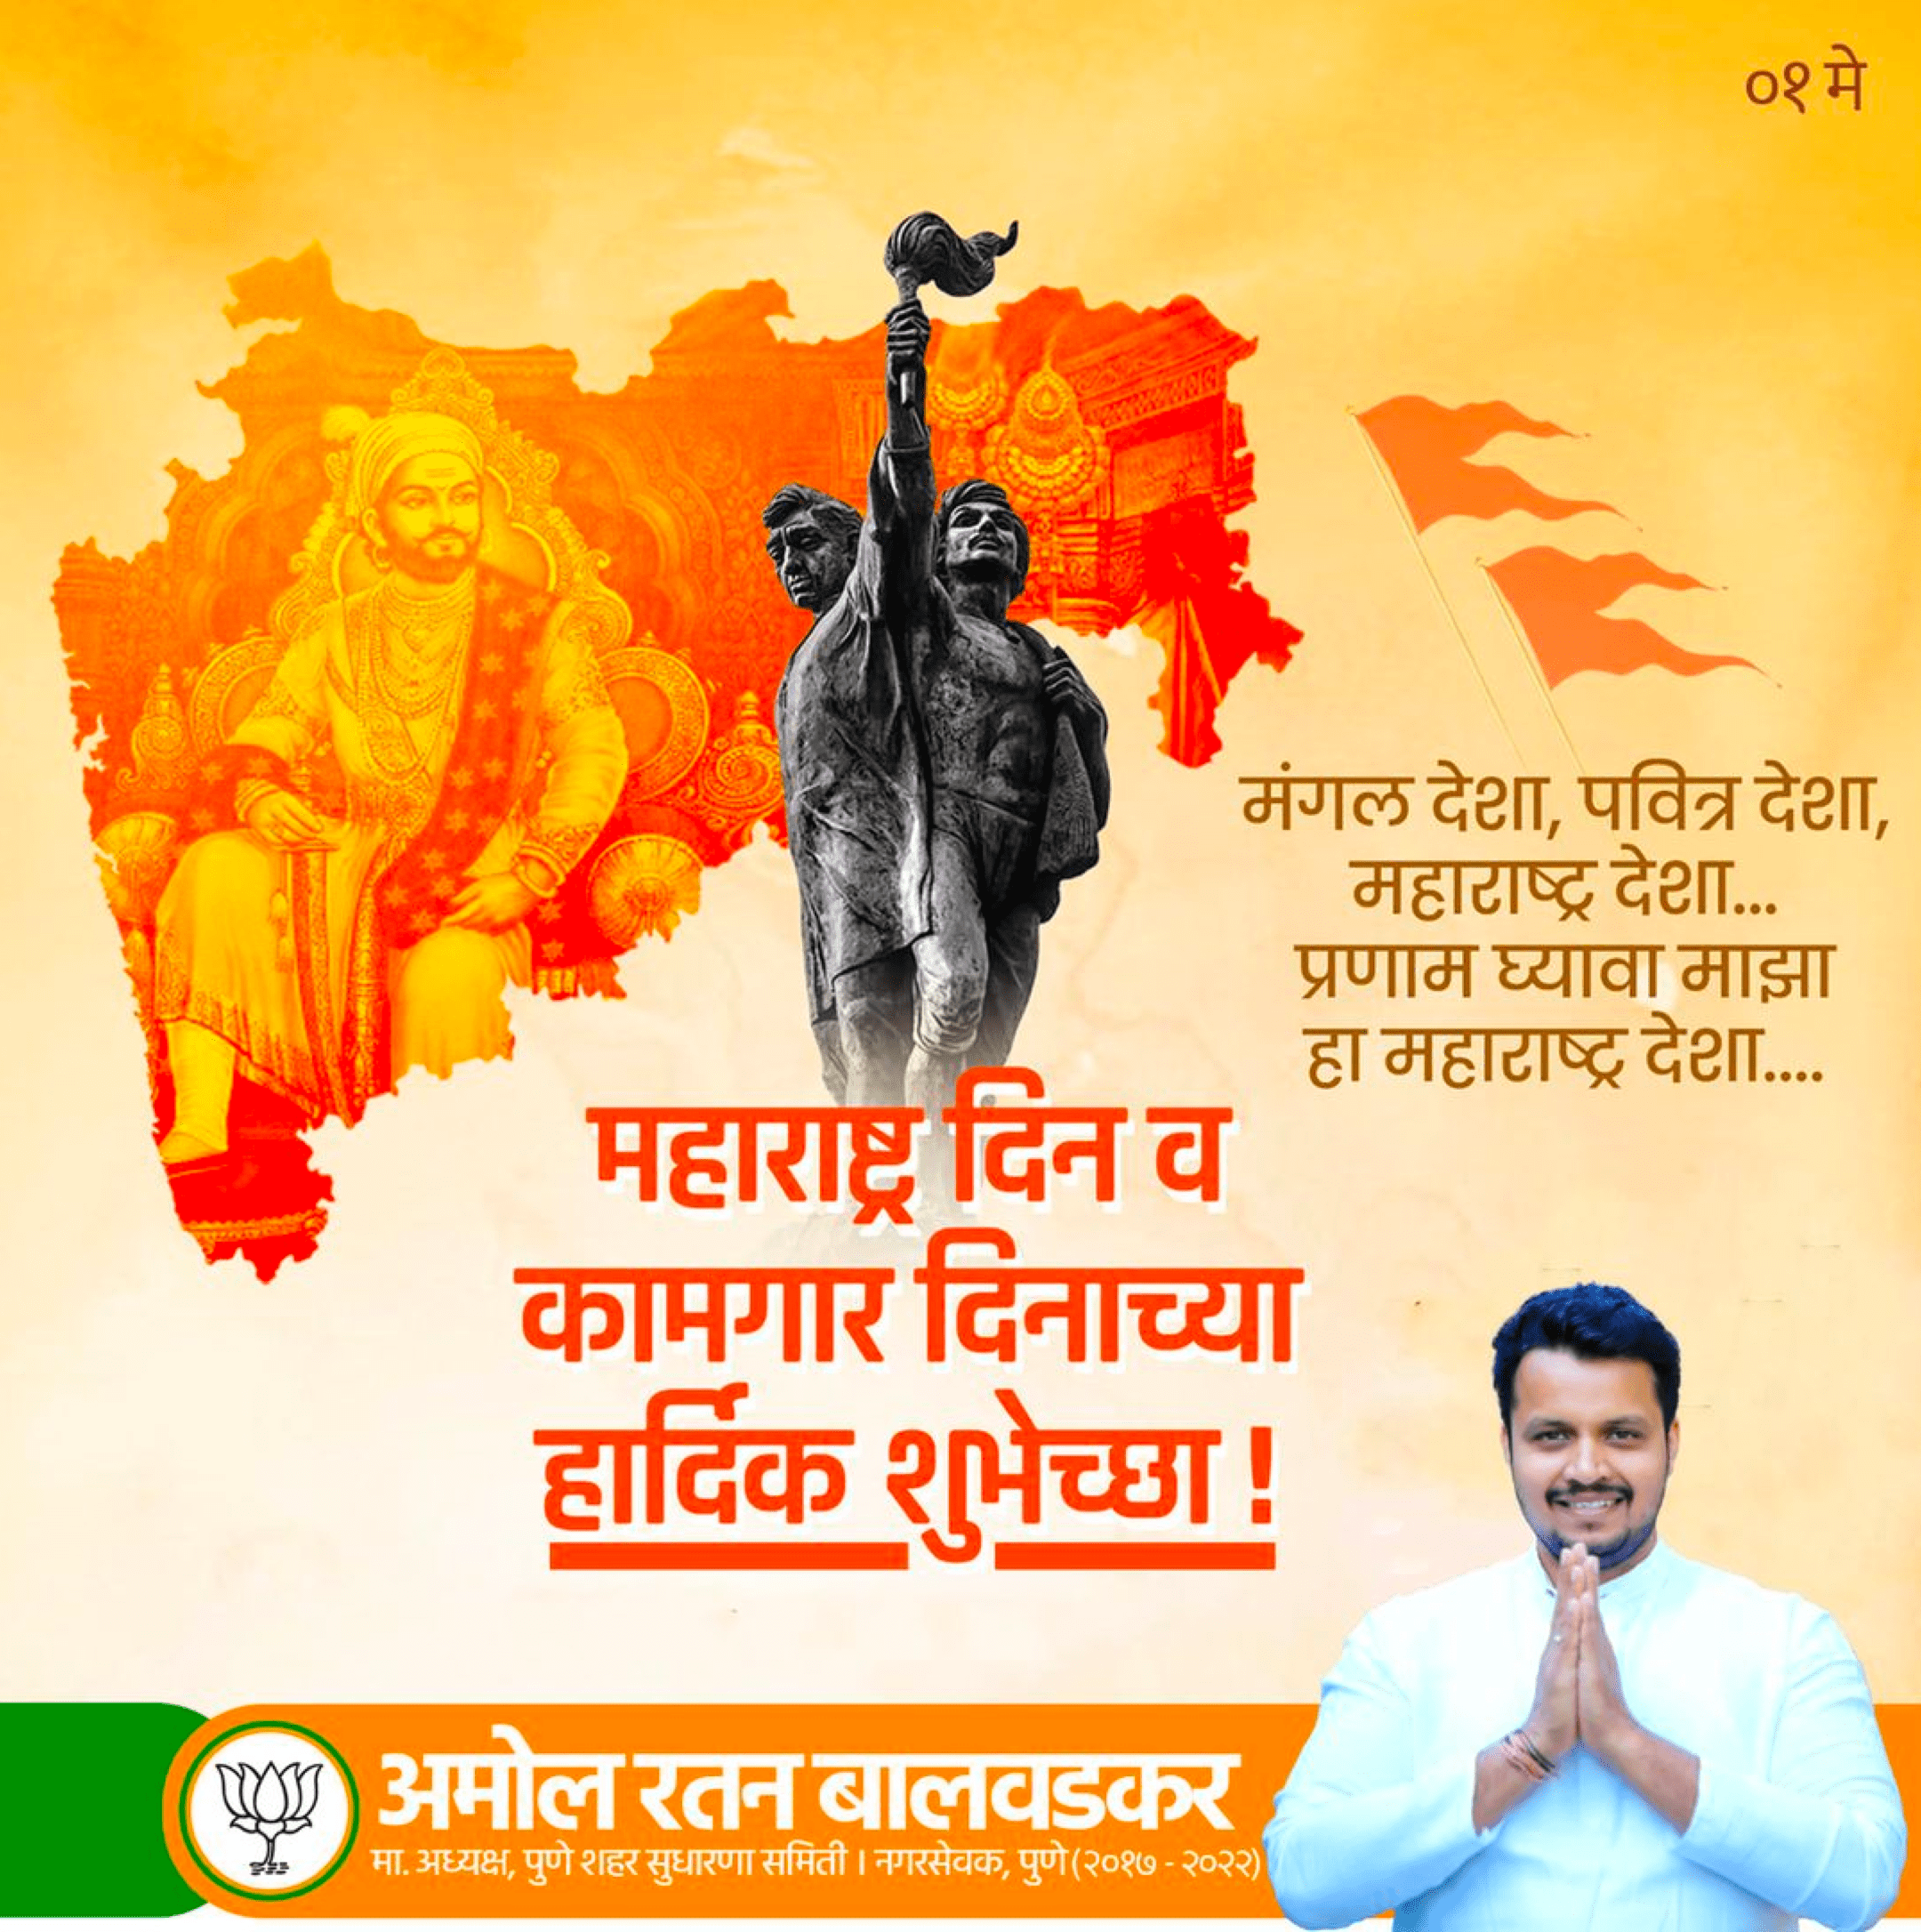 ०१ मे
मंगल देशा, पवित्र देशा,
महाराष्ट्र देशा...
प्रणाम घ्यावा माझा
हा महाराष्ट्र देशा....
महाराष्ट्र दिन व
कामगार दिनाच्या
हार्दिक शुभेच्छा !
अमोल रतन बालवडकर
मा. अध्यक्ष, पुणे शहर सुधारणा समिती । नगरसेवक, पुणे (२०१७ - २०२२)